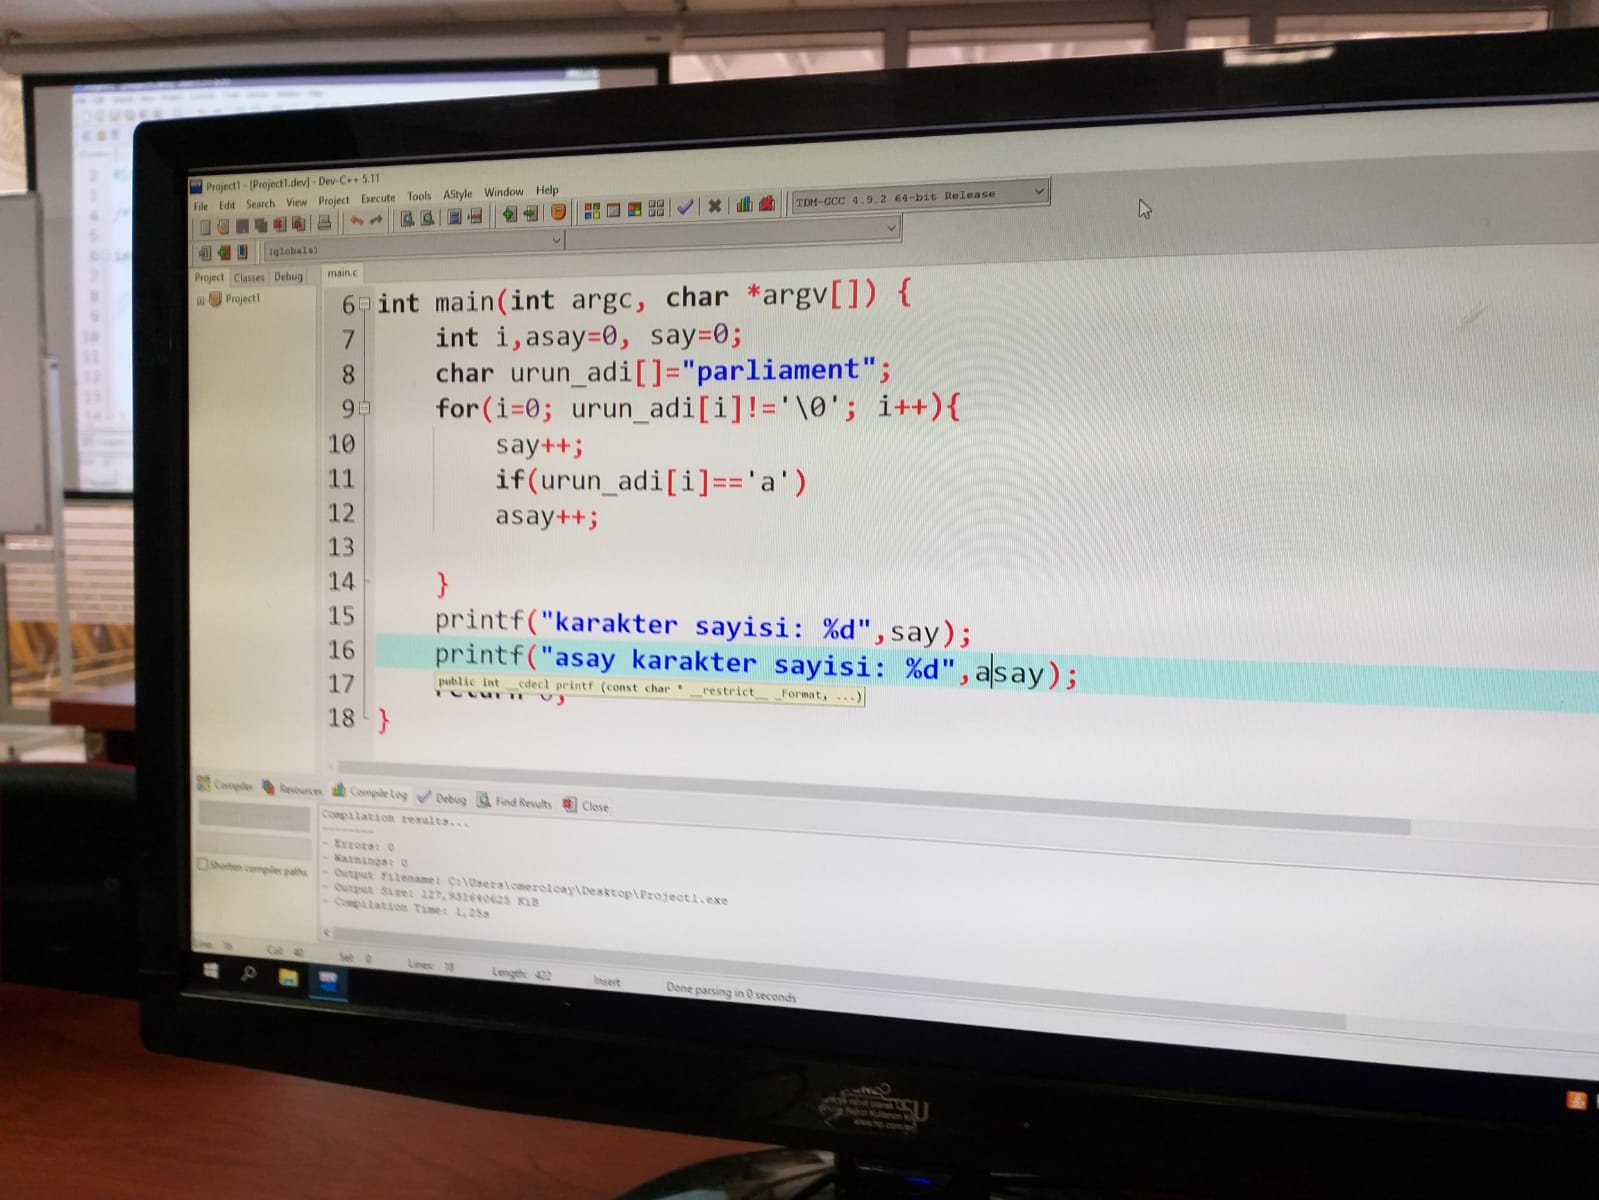 Project1 - [Project1.dev] - Dev-C++ 5.11
File Edit Search View Project Execute Tools AStyle Window Help
TDM-GCC 4.9.2 64-bit Release
(globals)
Project Classes Debug
main.c
Project1
6 int main(int argc, char *argv[]) {
7 int i,asay=0, say=0;
8 char urun_adi[]="parliament";
9 for(i=0; urun_adi[i]!='\0'; i++){
10 say++;
11 if(urun_adi[i]=='a')
12 asay++;
13
14 }
15 printf("karakter sayisi: %d",say);
16 printf("asay karakter sayisi: %d",asay);
public int __cdecl printf (const char * __restrict__ _Format, ...)
17
18 }
Compiler Resources Compile Log Debug Find Results Close
Compilation results...
--------
- Errors: 0
- Warnings: 0
- Output Filename: C:\Users\omerolcay\Desktop\Project1.exe
- Output Size: 127,931640625 KiB
- Compilation Time: 1,25s
Shorten compiler paths
Line: 16 Col: 42 Sel: 0 Lines: 18 Length: 422 Insert Done parsing in 0 seconds